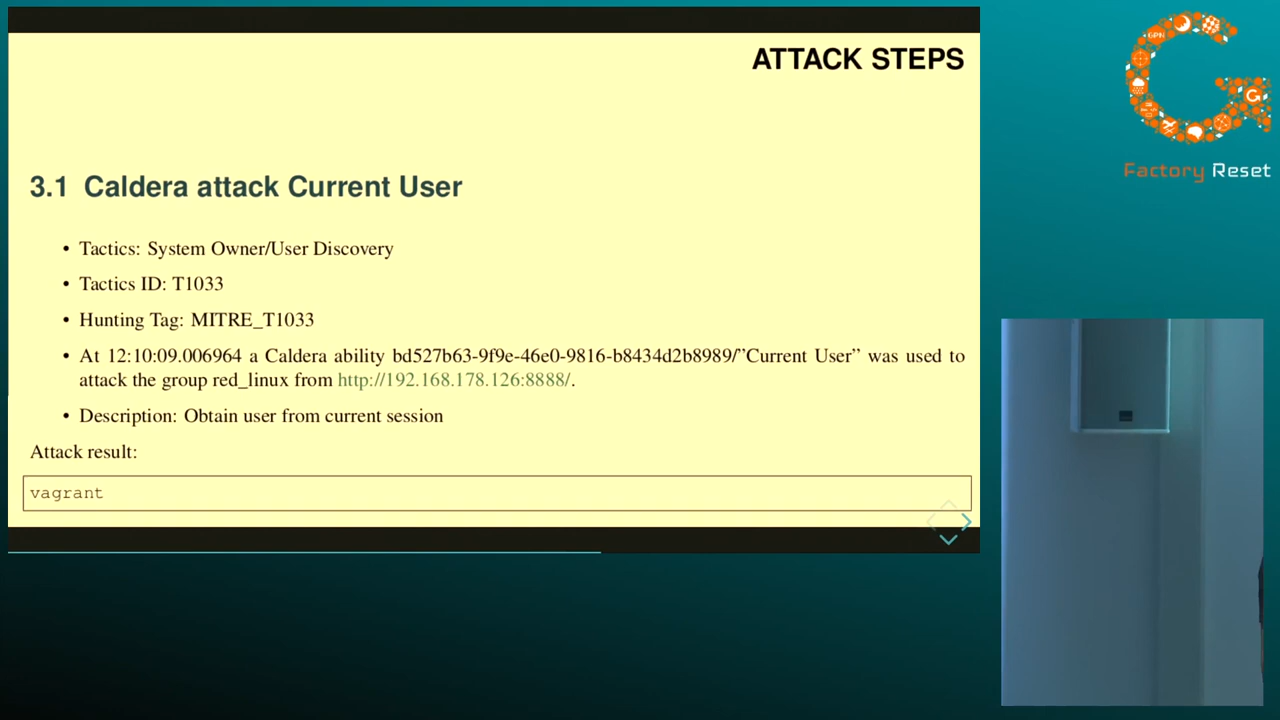 ATTACK STEPS
3.1 Caldera attack Current User
• Tactics: System Owner/User Discovery
• Tactics ID: T1033
• Hunting Tag: MITRE_T1033
• At 12:10:09.006964 a Caldera ability bd527b63-9f9e-46e0-9816-b8434d2b8989/”Current User” was used to
attack the group red_linux from http://192.168.178.126:8888/.
• Description: Obtain user from current session
Attack result:
vagrant
GPN
G
Factory Reset